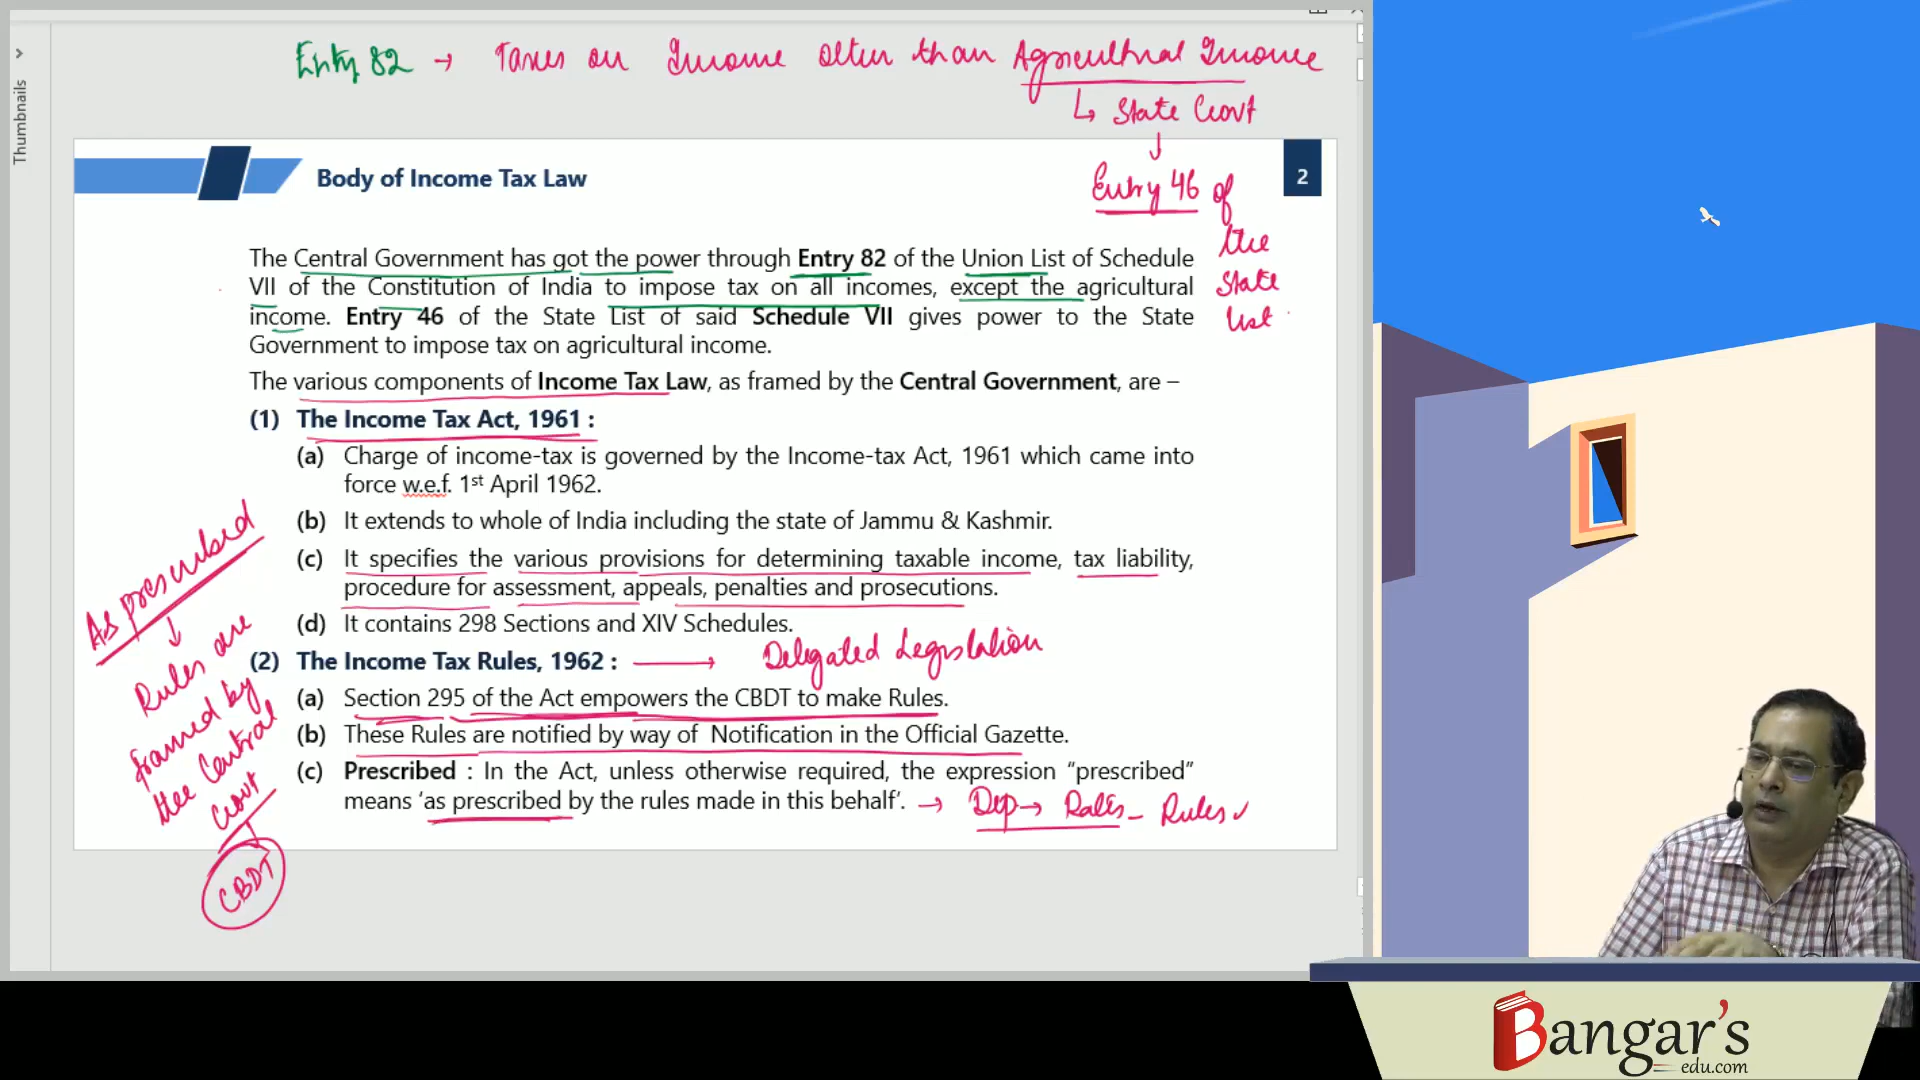 Entry 82 → Taxes on Income other than Agricultural Income
↳ State Govt
↓
Entry 46 of
the
State
List
Thumbnails
Body of Income Tax Law
2
The Central Government has got the power through Entry 82 of the Union List of Schedule
VII of the Constitution of India to impose tax on all incomes, except the agricultural
income. Entry 46 of the State List of said Schedule VII gives power to the State
Government to impose tax on agricultural income.
The various components of Income Tax Law, as framed by the Central Government, are –
(1) The Income Tax Act, 1961 :
(a) Charge of income-tax is governed by the Income-tax Act, 1961 which came into
force w.e.f. 1st April 1962.
(b) It extends to whole of India including the state of Jammu & Kashmir.
(c) It specifies the various provisions for determining taxable income, tax liability,
procedure for assessment, appeals, penalties and prosecutions.
(d) It contains 298 Sections and XIV Schedules.
(2) The Income Tax Rules, 1962 : → Delegated Legislation
(a) Section 295 of the Act empowers the CBDT to make Rules.
(b) These Rules are notified by way of Notification in the Official Gazette.
(c) Prescribed : In the Act, unless otherwise required, the expression “prescribed”
means ‘as prescribed by the rules made in this behalf’. → Dep → Rates - Rules ✓
As prescribed
↓
Rules are
framed by
the Central
Govt
CBDT
Bangar's
edu.com